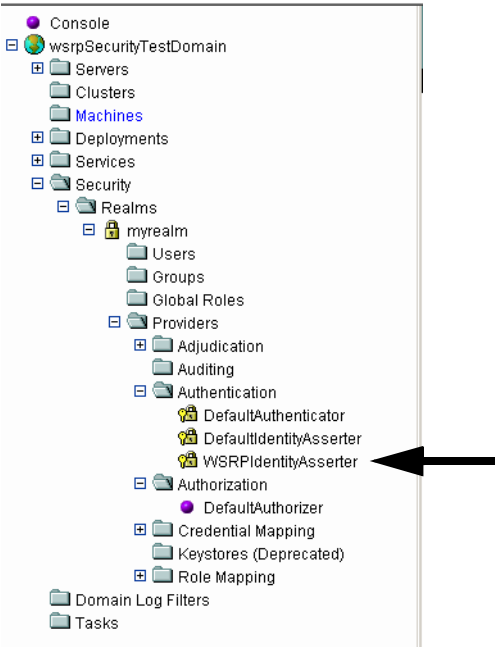 Console
wsrpSecurityTestDomain
Servers
Clusters
Machines
Deployments
Services
Security
Realms
myrealm
Users
Groups
Global Roles
Providers
Adjudication
Auditing
Authentication
DefaultAuthenticator
DefaultIdentityAsserter
WSRPIdentityAsserter
Authorization
DefaultAuthorizer
Credential Mapping
Keystores (Deprecated)
Role Mapping
Domain Log Filters
Tasks